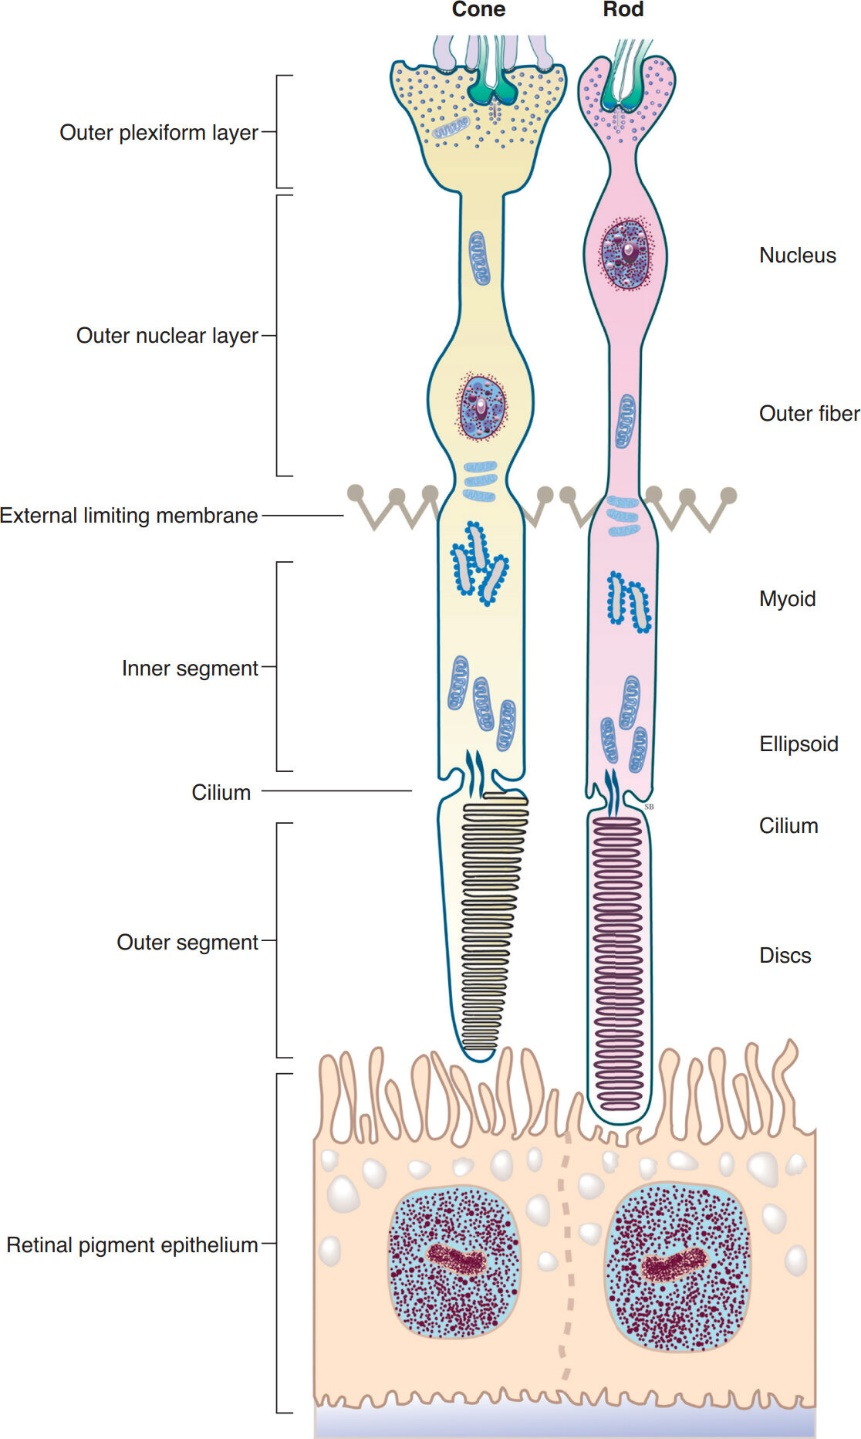 Cone Rod
Outer plexiform layer
Nucleus
Outer nuclear layer
Outer fiber
External limiting membrane
Myoid
Inner segment
Ellipsoid
Cilium
SB
Cilium
Outer segment
Discs
Retinal pigment epithelium